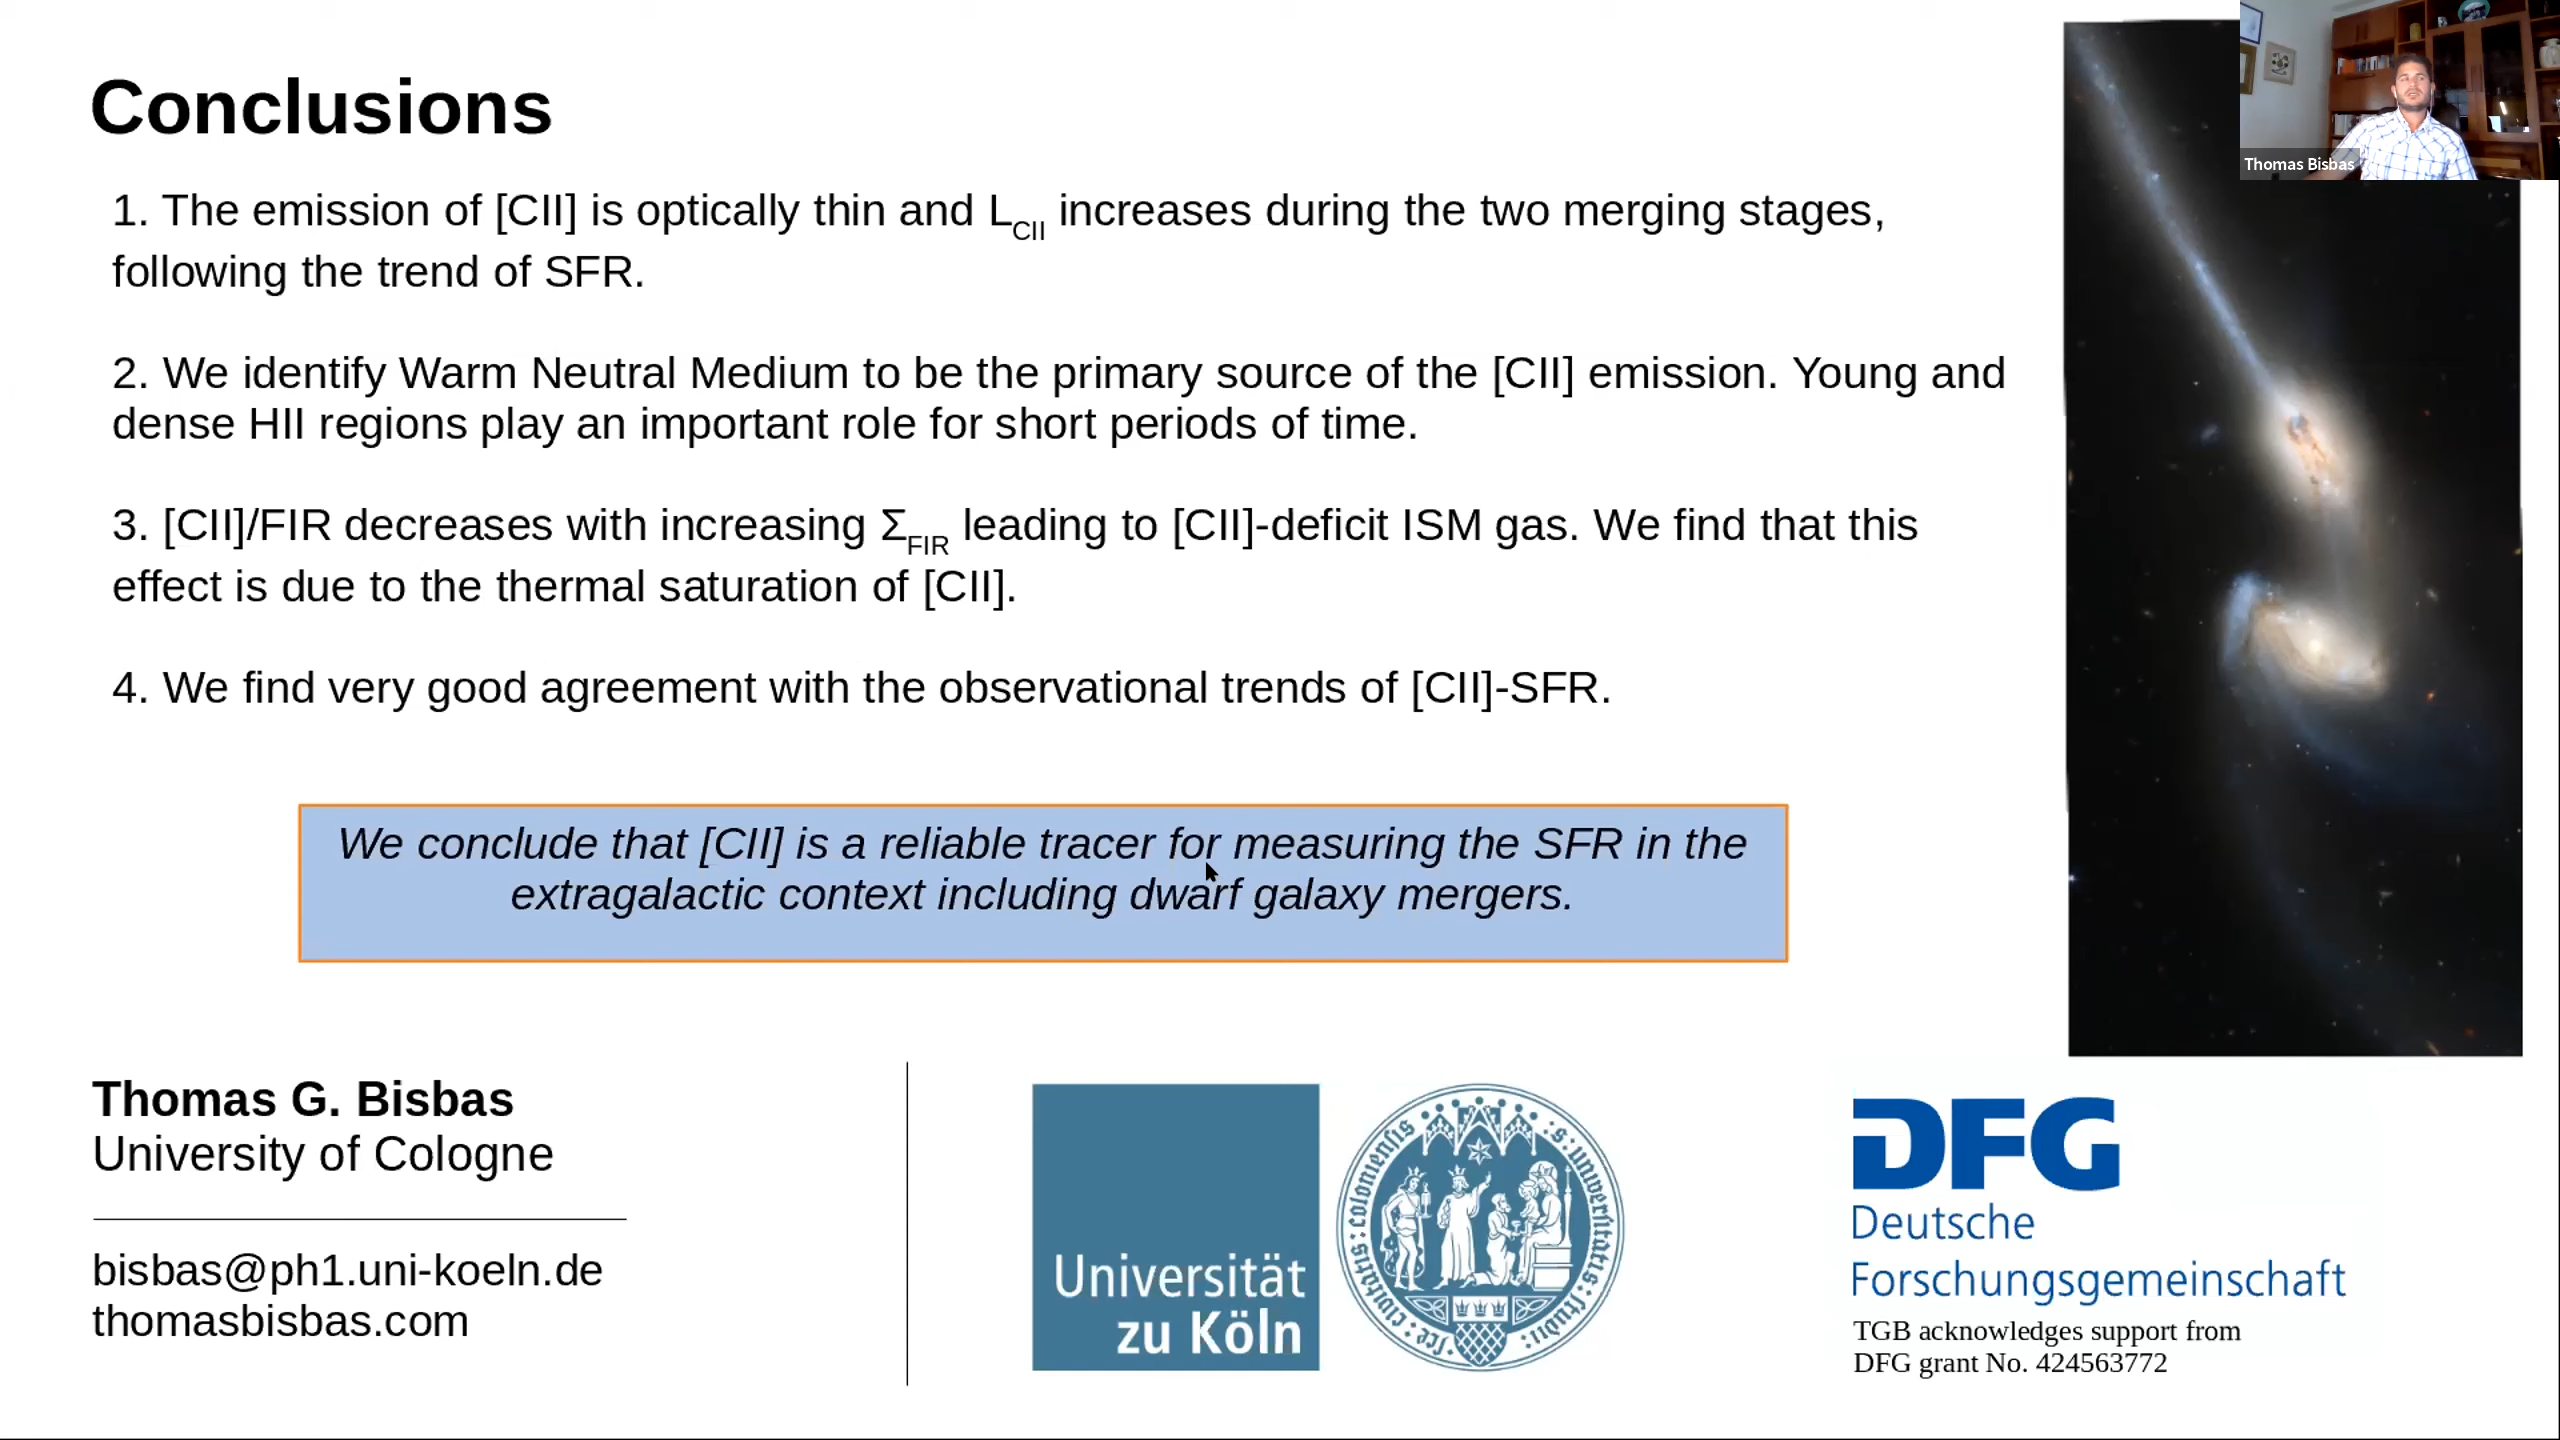 Conclusions
1. The emission of [CII] is optically thin and L_CII increases during the two merging stages,
following the trend of SFR.
2. We identify Warm Neutral Medium to be the primary source of the [CII] emission. Young and
dense HII regions play an important role for short periods of time.
3. [CII]/FIR decreases with increasing Σ_FIR leading to [CII]-deficit ISM gas. We find that this
effect is due to the thermal saturation of [CII].
4. We find very good agreement with the observational trends of [CII]-SFR.
We conclude that [CII] is a reliable tracer for measuring the SFR in the
extragalactic context including dwarf galaxy mergers.
Thomas Bisbas
Thomas G. Bisbas
University of Cologne
bisbas@ph1.uni-koeln.de
thomasbisbas.com
Universität
zu Köln
DFG
Deutsche
Forschungsgemeinschaft
TGB acknowledges support from
DFG grant No. 424563772